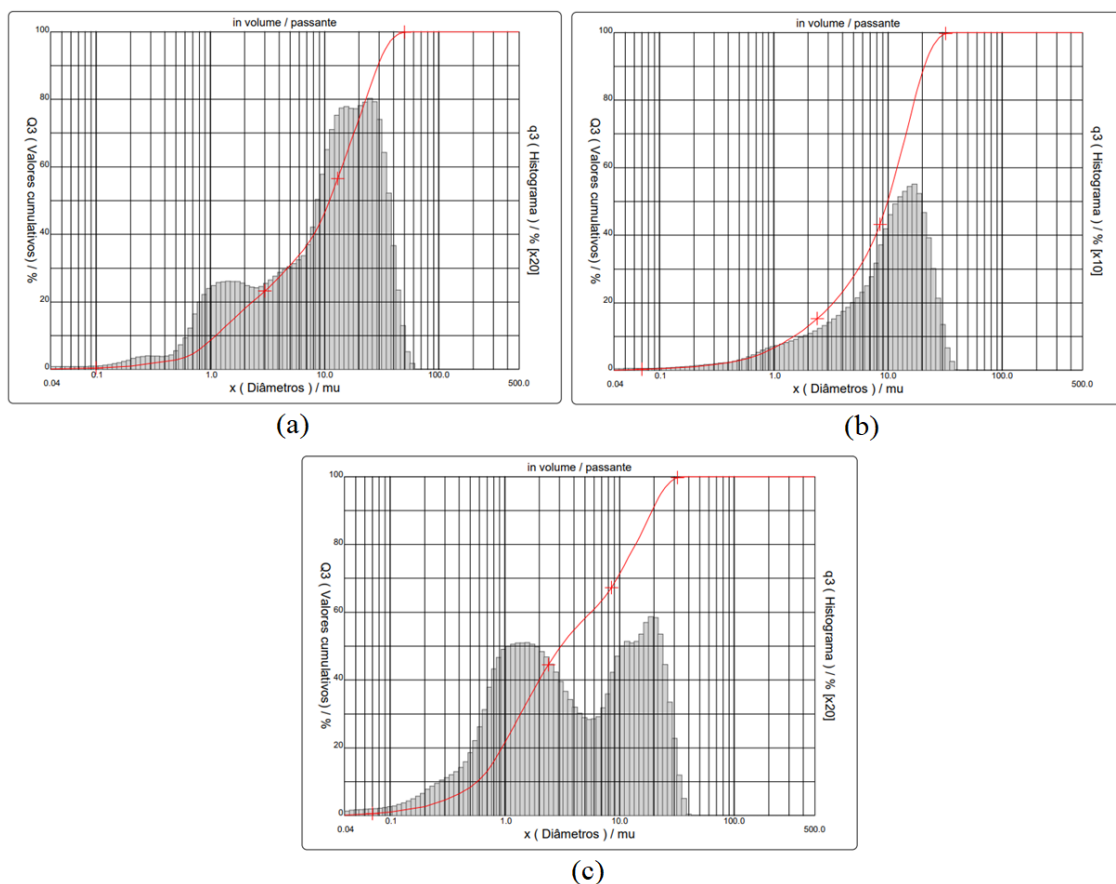 in volume / passante
100
80
60
40
20
0
Q3 ( Valores cumulativos) / %
q3 ( Histograma ) / % [x20]
0.04
0.1
1.0
10.0
100.0
500.0
x ( Diâmetros ) / mu
(a)
in volume / passante
100
80
60
40
20
0
Q3 ( Valores cumulativos) / %
q3 ( Histograma ) / % [x10]
0.04
0.1
1.0
10.0
100.0
500.0
x ( Diâmetros ) / mu
(b)
in volume / passante
100
80
60
40
20
0
Q3 ( Valores cumulativos) / %
q3 ( Histograma ) / % [x20]
0.04
0.1
1.0
10.0
100.0
500.0
x ( Diâmetros ) / mu
(c)